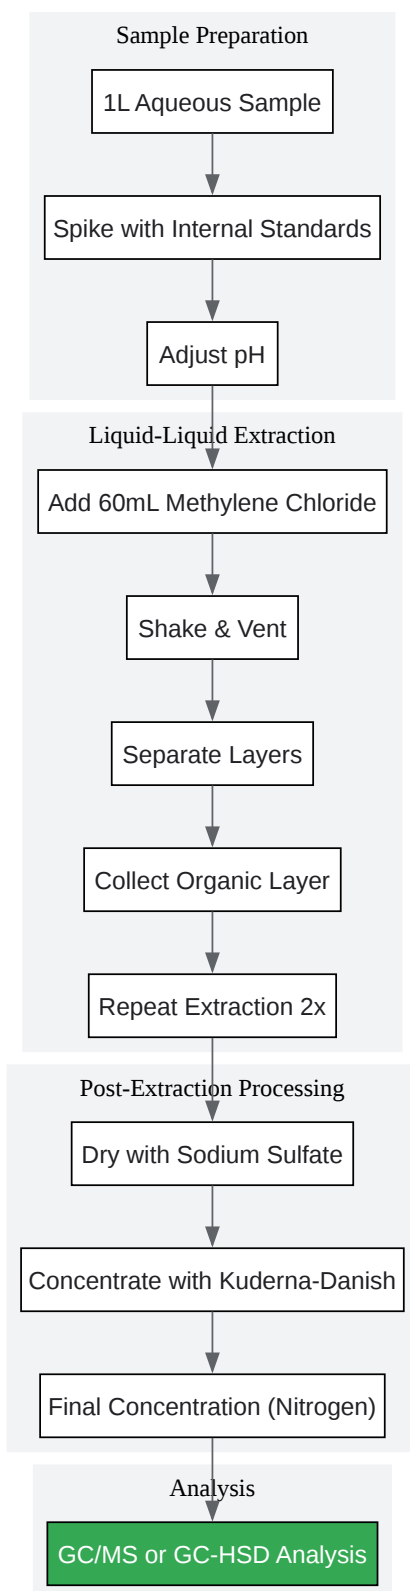 Sample Preparation
1L Aqueous Sample
Spike with Internal Standards
Adjust pH
Liquid-Liquid Extraction
Add 60mL Methylene Chloride
Shake & Vent
Separate Layers
Collect Organic Layer
Repeat Extraction 2x
Post-Extraction Processing
Dry with Sodium Sulfate
Concentrate with Kuderna-Danish
Final Concentration (Nitrogen)
Analysis
GC/MS or GC-HSD Analysis